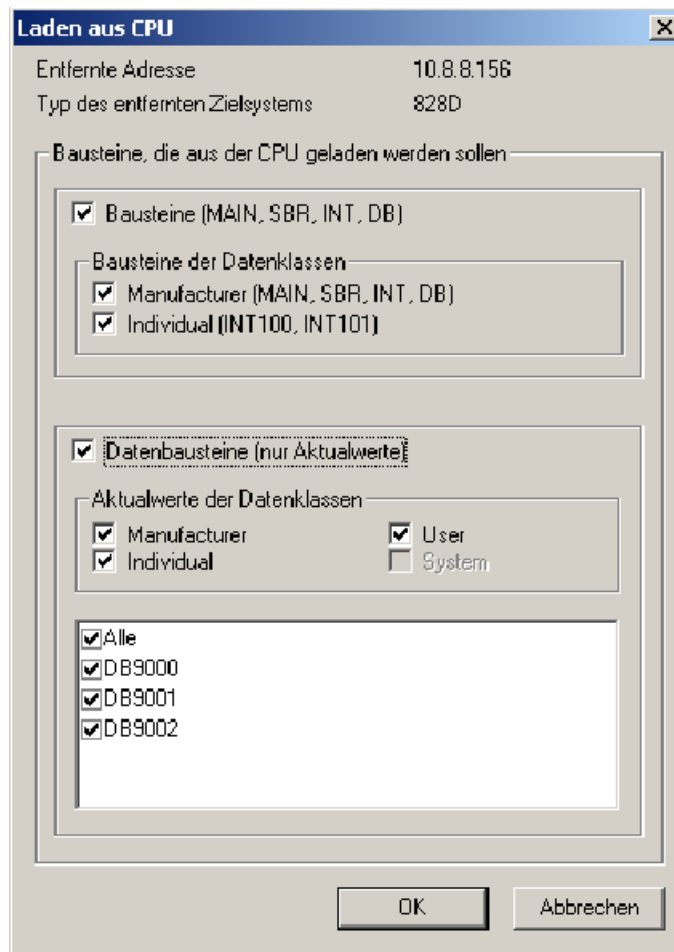 Laden aus CPU
Entfernte Adresse 10.8.8.156
Typ des entfernten Zielsystems 828D
Bausteine, die aus der CPU geladen werden sollen
Bausteine (MAIN, SBR, INT, DB)
Bausteine der Datenklassen
Manufacturer (MAIN, SBR, INT, DB)
Individual (INT100, INT101)
Datenbausteine (nur Aktualwerte)
Aktualwerte der Datenklassen
Manufacturer User
Individual System
Alle
DB9000
DB9001
DB9002
OK Abbrechen